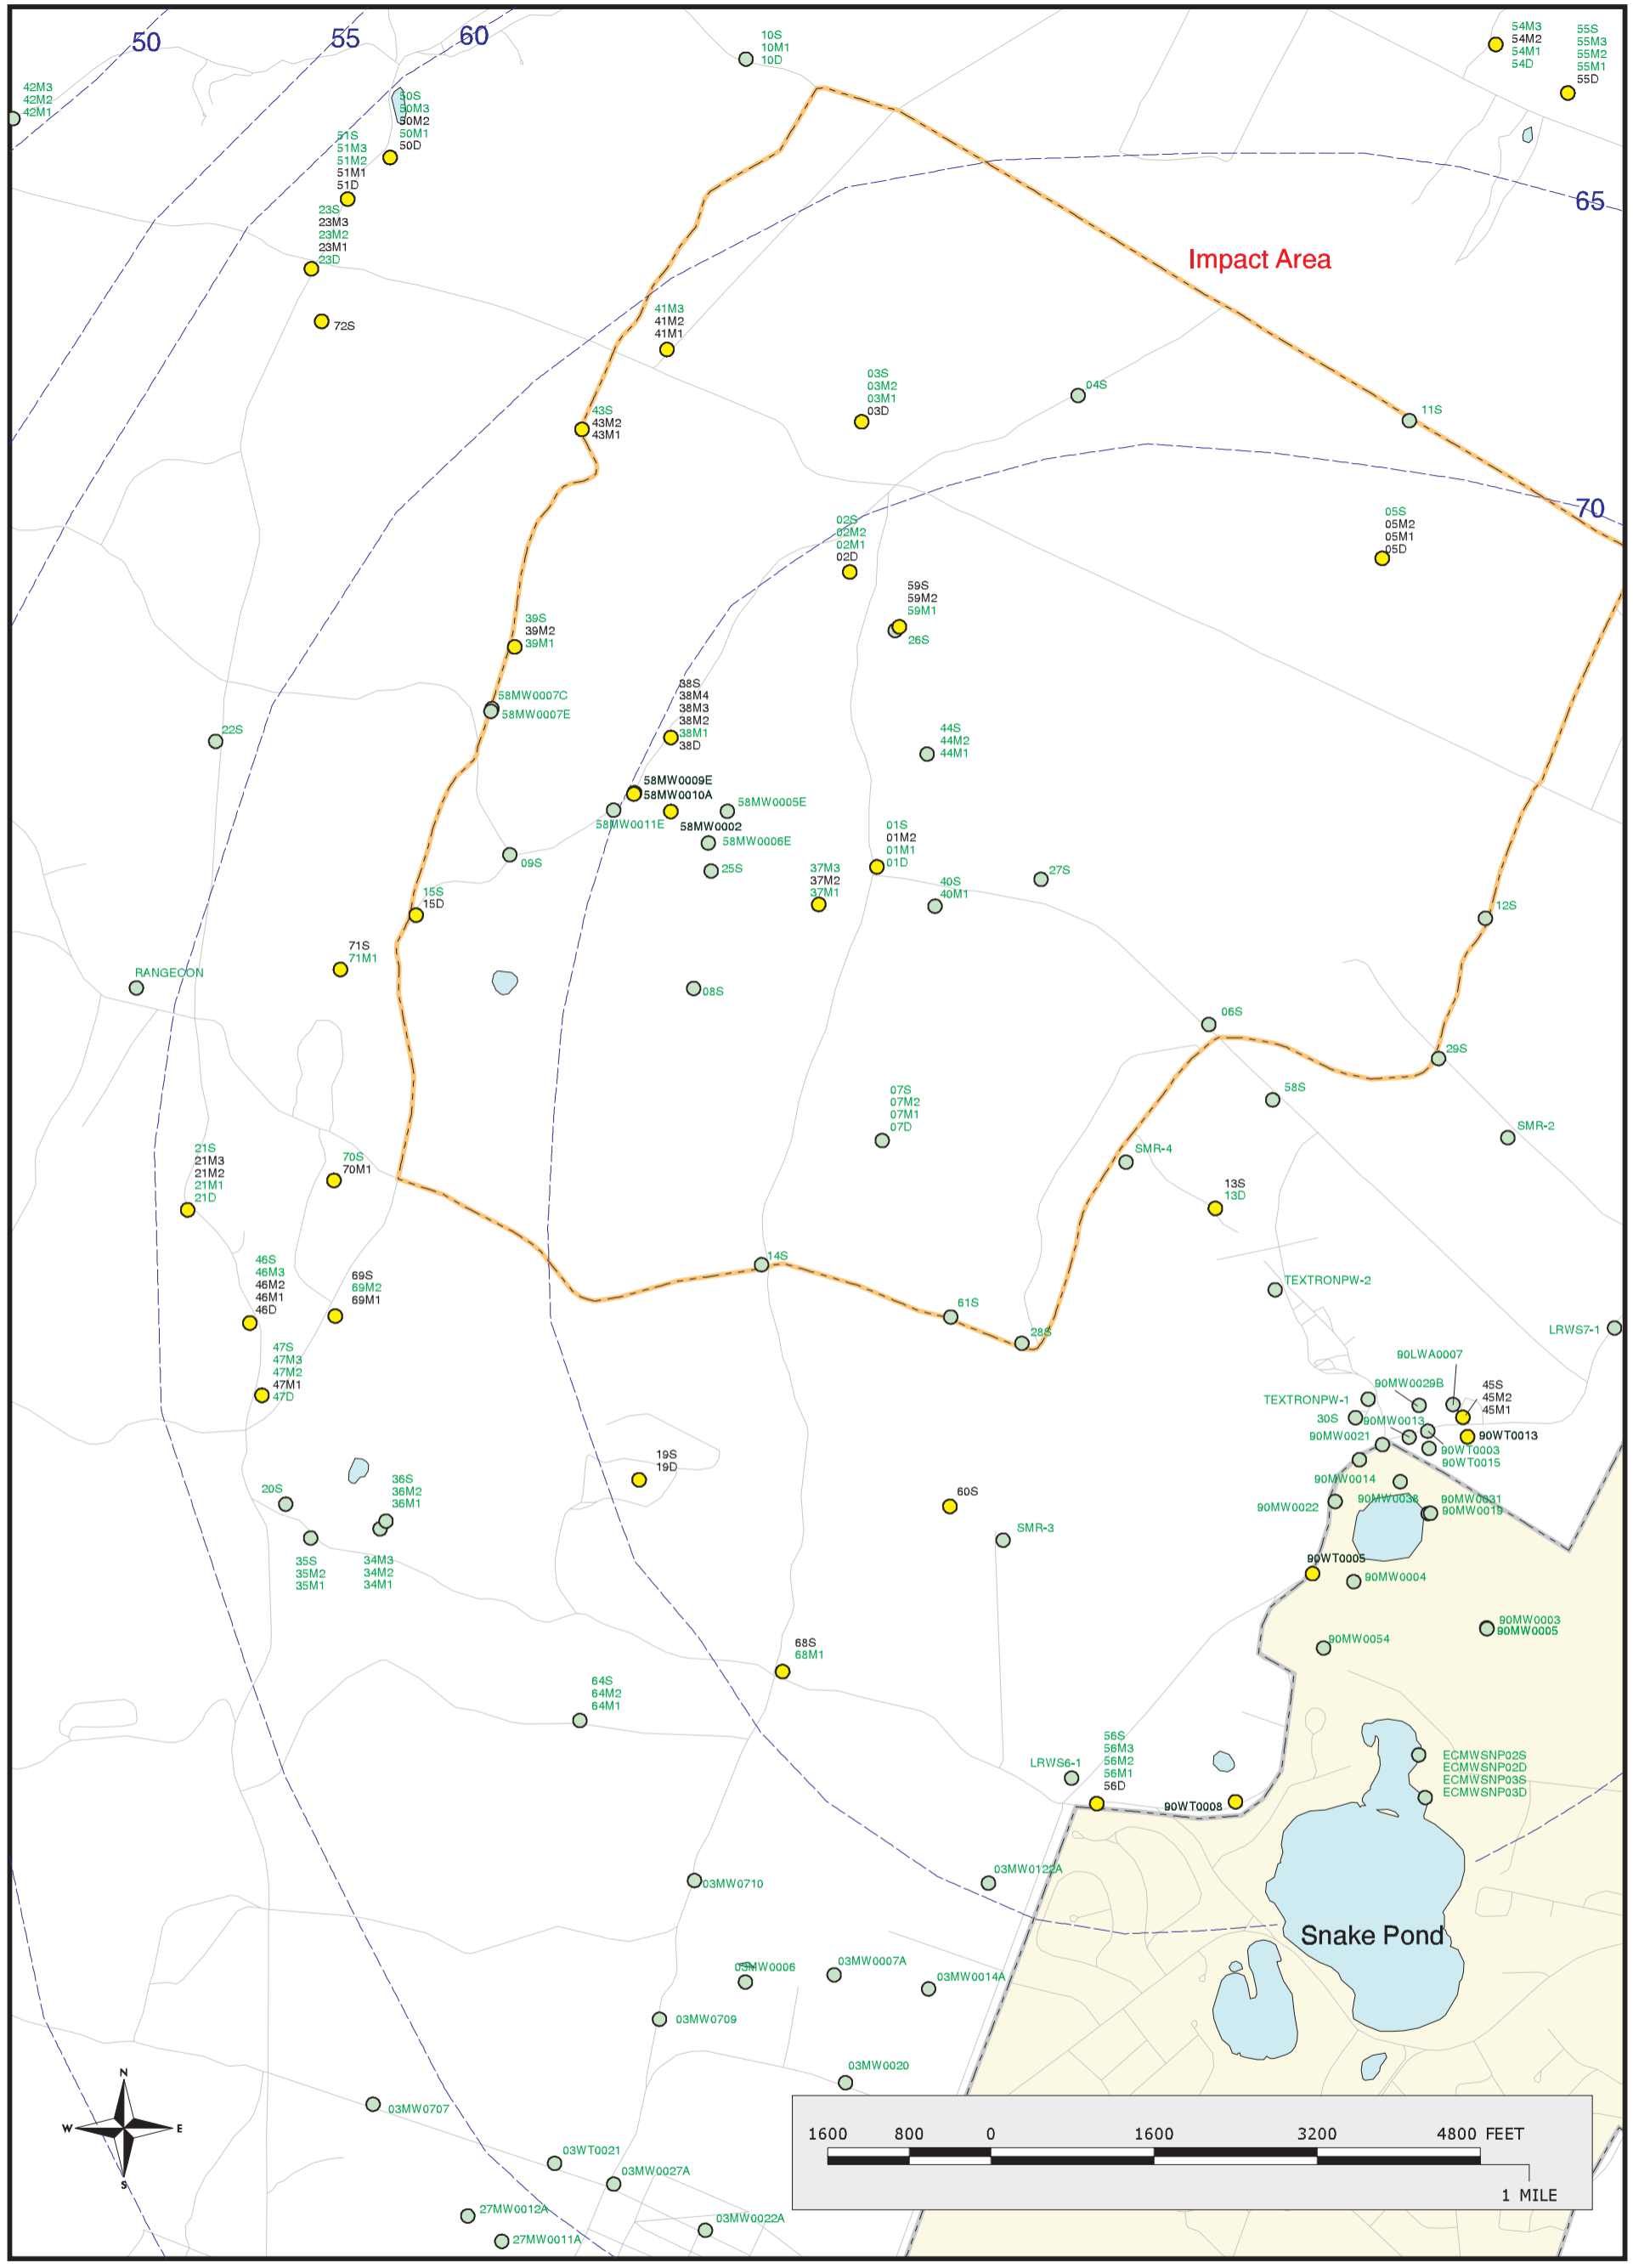 50
55
60
10S
10M1
10D
54M3
54M2
54M1
54D
55S
55M3
55M2
55M1
55D
42M3
42M2
42M1
50S
50M3
50M2
50M1
50D
51S
51M3
51M2
51M1
51D
65
23S
23M3
23M2
23M1
23D
Impact Area
72S
41M3
41M2
41M1
03S
03M2
03M1
03D
04S
43S
43M2
43M1
11S
70
02S
02M2
02M1
02D
05S
05M2
05M1
05D
59S
59M2
59M1
26S
39S
39M2
39M1
58MW0007C
58MW0007E
38S
38M4
38M3
38M2
38M1
38D
22S
44S
44M2
44M1
58MW0009E
58MW0010A
58MW0011E
58MW0005E
58MW0002
58MW0006E
01S
01M2
01M1
01D
09S
25S
37M3
37M2
37M1
27S
40S
40M1
15S
15D
12S
71S
71M1
RANGECON
08S
06S
29S
58S
07S
07M2
07M1
07D
SMR-2
SMR-4
21S
21M3
21M2
21M1
21D
70S
70M1
13S
13D
14S
46S
46M3
46M2
46M1
46D
69S
69M2
69M1
TEXTRONPW-2
61S
28S
LRWS7-1
47S
47M3
47M2
47M1
47D
90LWA0007
90MW0029B
45S
45M2
45M1
TEXTRONPW-1
30S
90MW0013
90MW0021
90WT0013
90WT0003
90WT0015
19S
19D
90MW0014
20S
36S
36M2
36M1
60S
90MW0022
90MW0038
90MW0031
90MW0019
SMR-3
35S
35M2
35M1
34M3
34M2
34M1
90WT0005
90MW0004
90MW0003
90MW0005
90MW0054
68S
68M1
64S
64M2
64M1
LRWS6-1
56S
56M3
56M2
56M1
56D
90WT0008
ECMWSNP02S
ECMWSNP02D
ECMWSNP03S
ECMWSNP03D
03MW0710
03MW0122A
Snake Pond
03MW0006
03MW0007A
03MW0014A
03MW0709
03MW0020
N
W
E
S
03MW0707
1600
800
0
1600
3200
4800 FEET
1 MILE
03WT0021
03MW0027A
27MW0012A
03MW0022A
27MW0011A